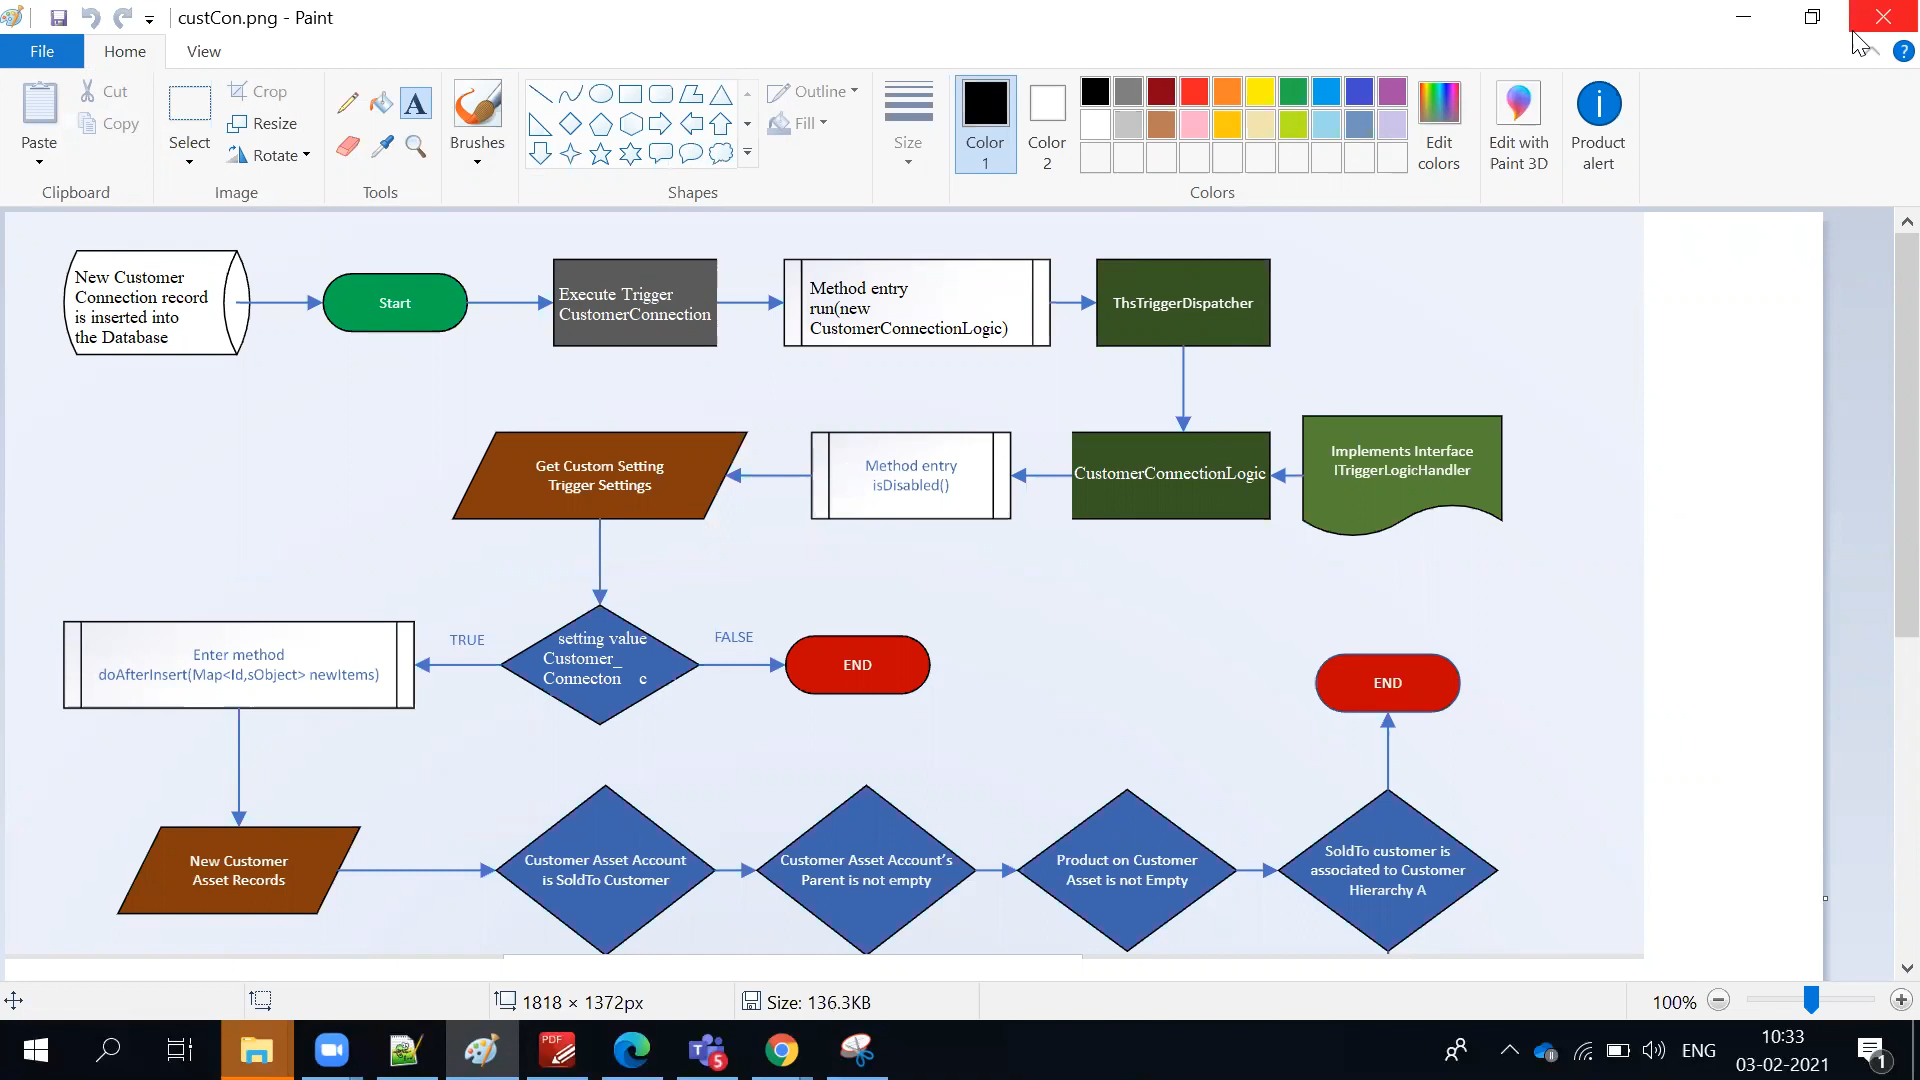 custCon.png - Paint
File
Home
View
Paste
Cut
Copy
Clipboard
Select
Crop
Resize
Rotate
Image
A
Tools
Brushes
Shapes
Outline
Fill
Size
Color
1
Color
2
Colors
Edit
colors
Edit with
Paint 3D
Product
alert
New Customer
Connection record
is inserted into
the Database
Start
Execute Trigger
CustomerConnection
Method entry
run(new
CustomerConnectionLogic)
ThsTriggerDispatcher
Get Custom Setting
Trigger Settings
Method entry
isDisabled()
CustomerConnectionLogic
Implements Interface
ITriggerLogicHandler
Enter method
doAfterInsert(Map<Id,sObject> newItems)
TRUE
setting value
Customer_
Connecton c
FALSE
END
END
New Customer
Asset Records
Customer Asset Account
is SoldTo Customer
Customer Asset Account's
Parent is not empty
Product on Customer
Asset is not Empty
SoldTo customer is
associated to Customer
Hierarchy A
1818 × 1372px
Size: 136.3KB
100%
PDF
5
ENG
10:33
03-02-2021
1